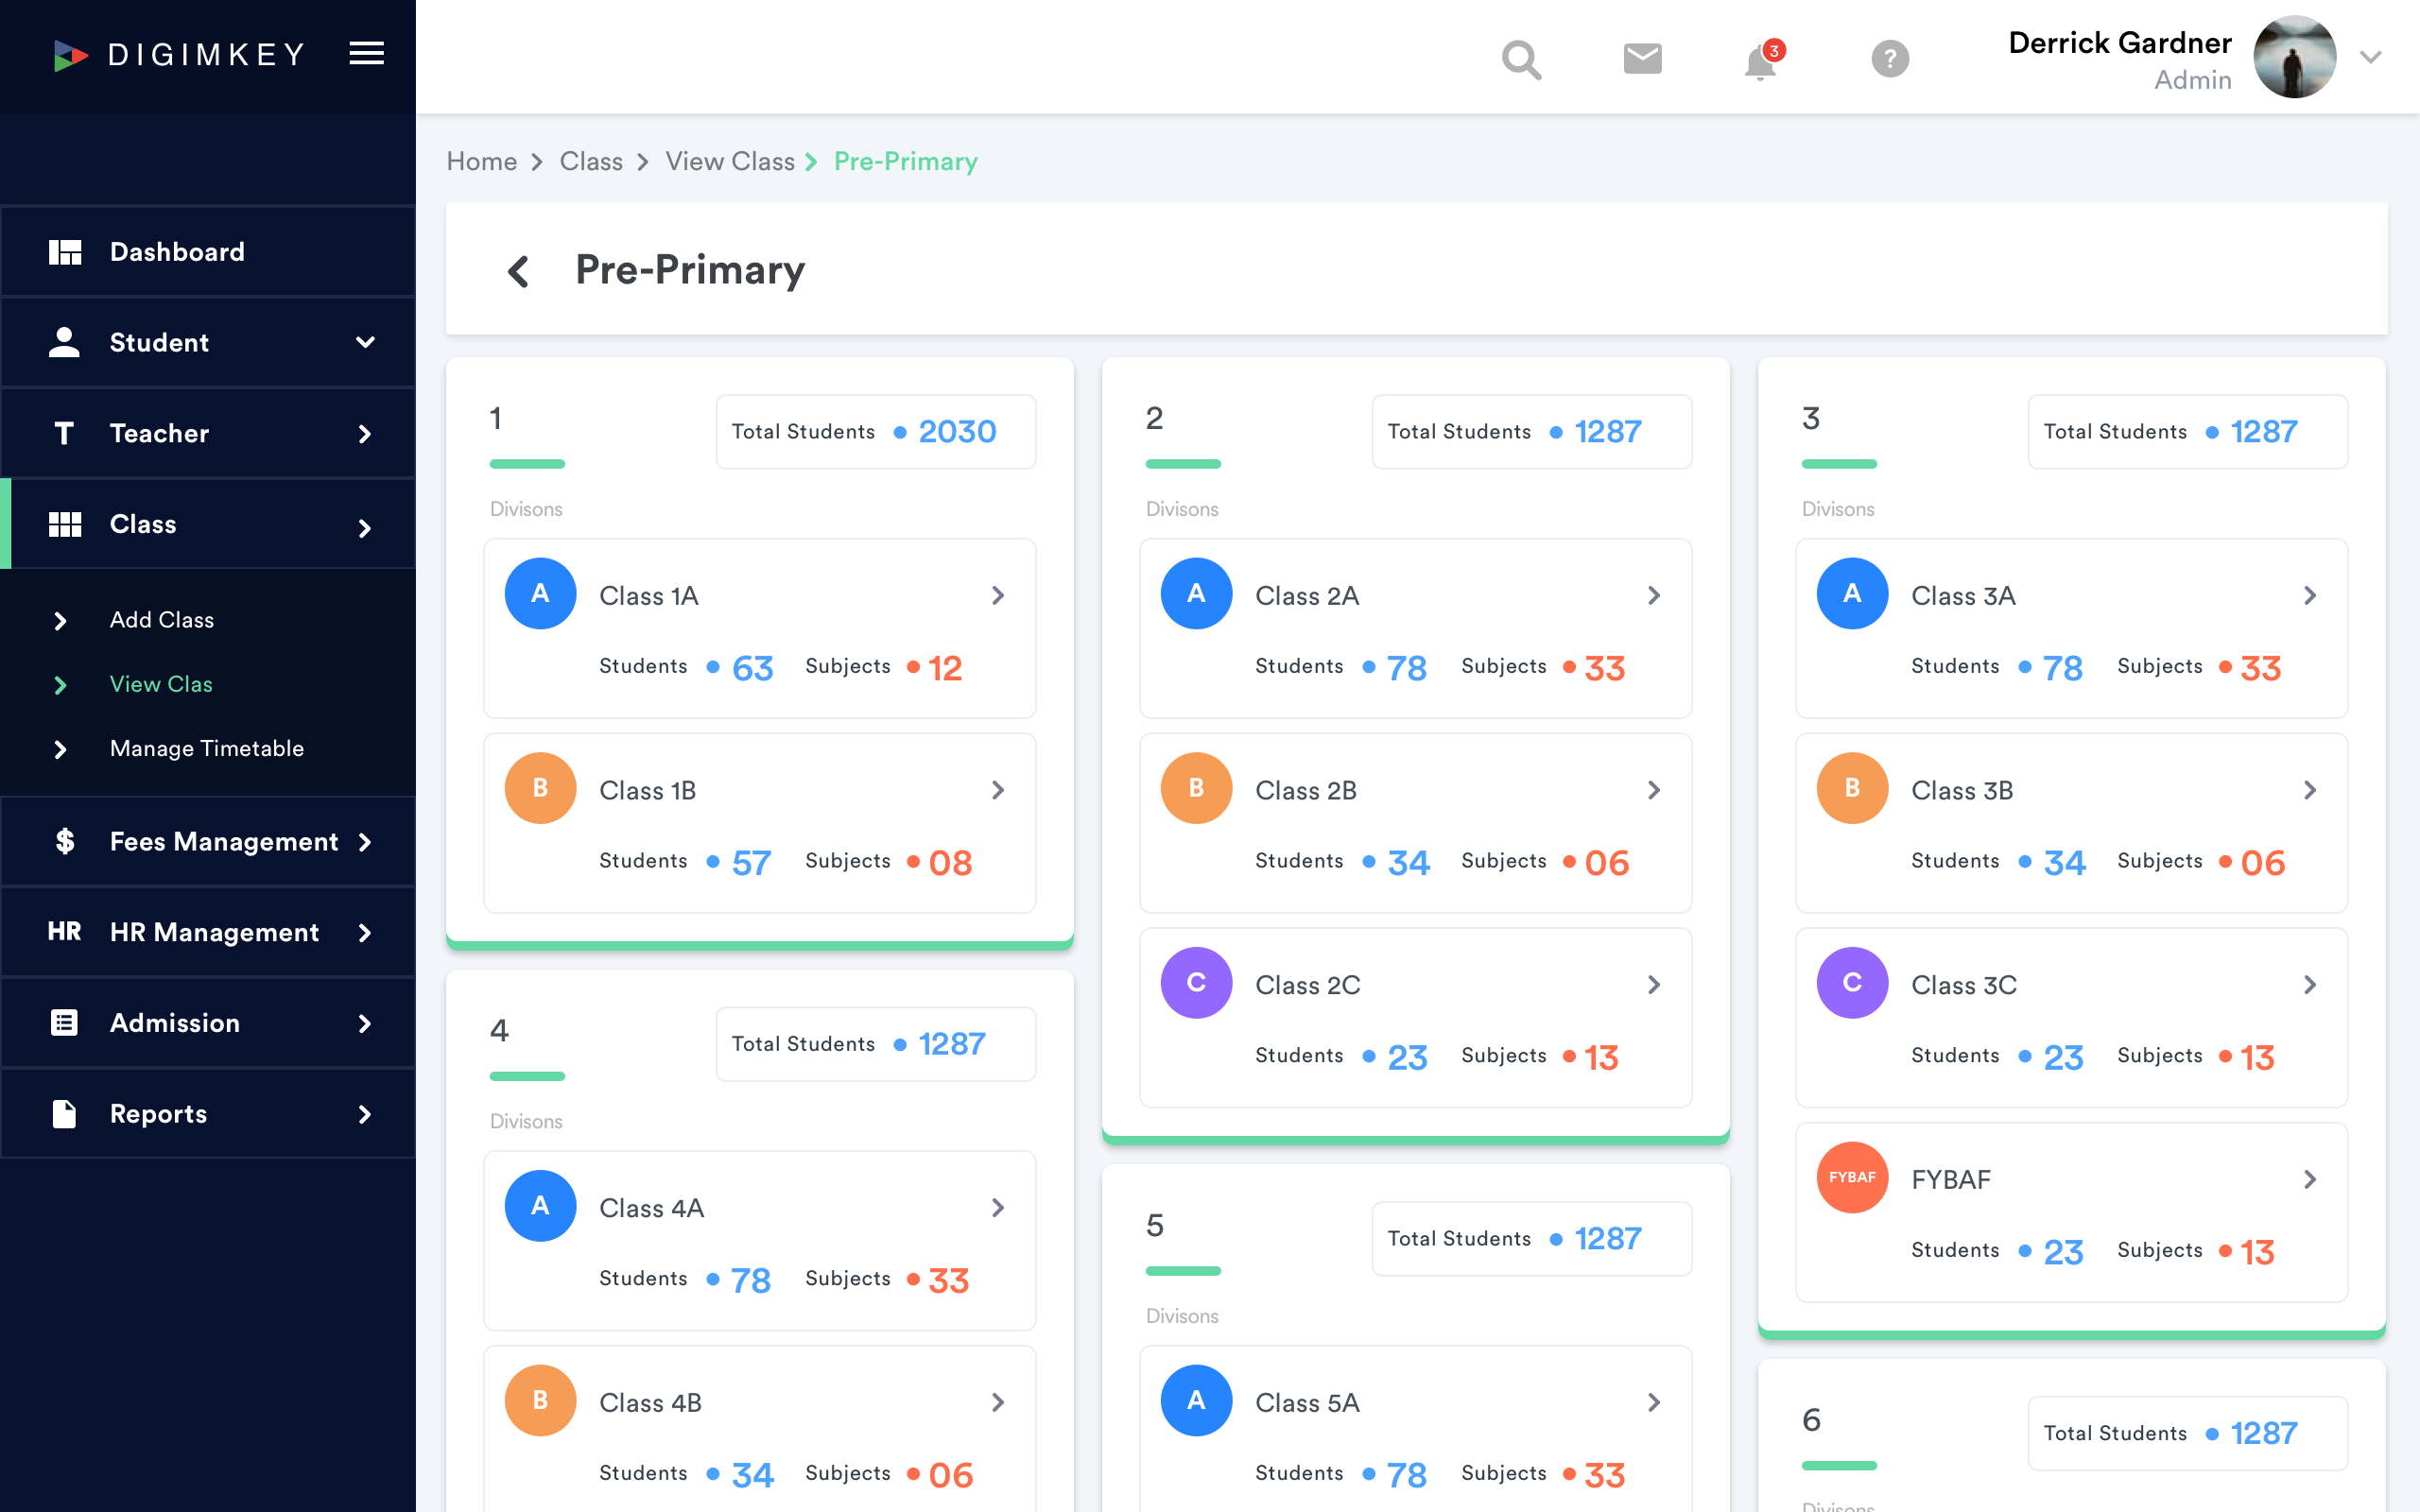 DIGIMKEY
3
?
Derrick Gardner
Admin
Dashboard
Student
T Teacher
Class
Add Class
View Clas
Manage Timetable
$ Fees Management
HR HR Management
Admission
Reports
Home > Class > View Class > Pre-Primary
Pre-Primary
1
Total Students 2030
Divisons
A Class 1A
Students 63 Subjects 12
B Class 1B
Students 57 Subjects 08
2
Total Students 1287
Divisons
A Class 2A
Students 78 Subjects 33
B Class 2B
Students 34 Subjects 06
C Class 2C
Students 23 Subjects 13
3
Total Students 1287
Divisons
A Class 3A
Students 78 Subjects 33
B Class 3B
Students 34 Subjects 06
C Class 3C
Students 23 Subjects 13
FYBAF FYBAF
Students 23 Subjects 13
4
Total Students 1287
Divisons
A Class 4A
Students 78 Subjects 33
B Class 4B
Students 34 Subjects 06
5
Total Students 1287
Divisons
A Class 5A
Students 78 Subjects 33
6
Total Students 1287
Divisons